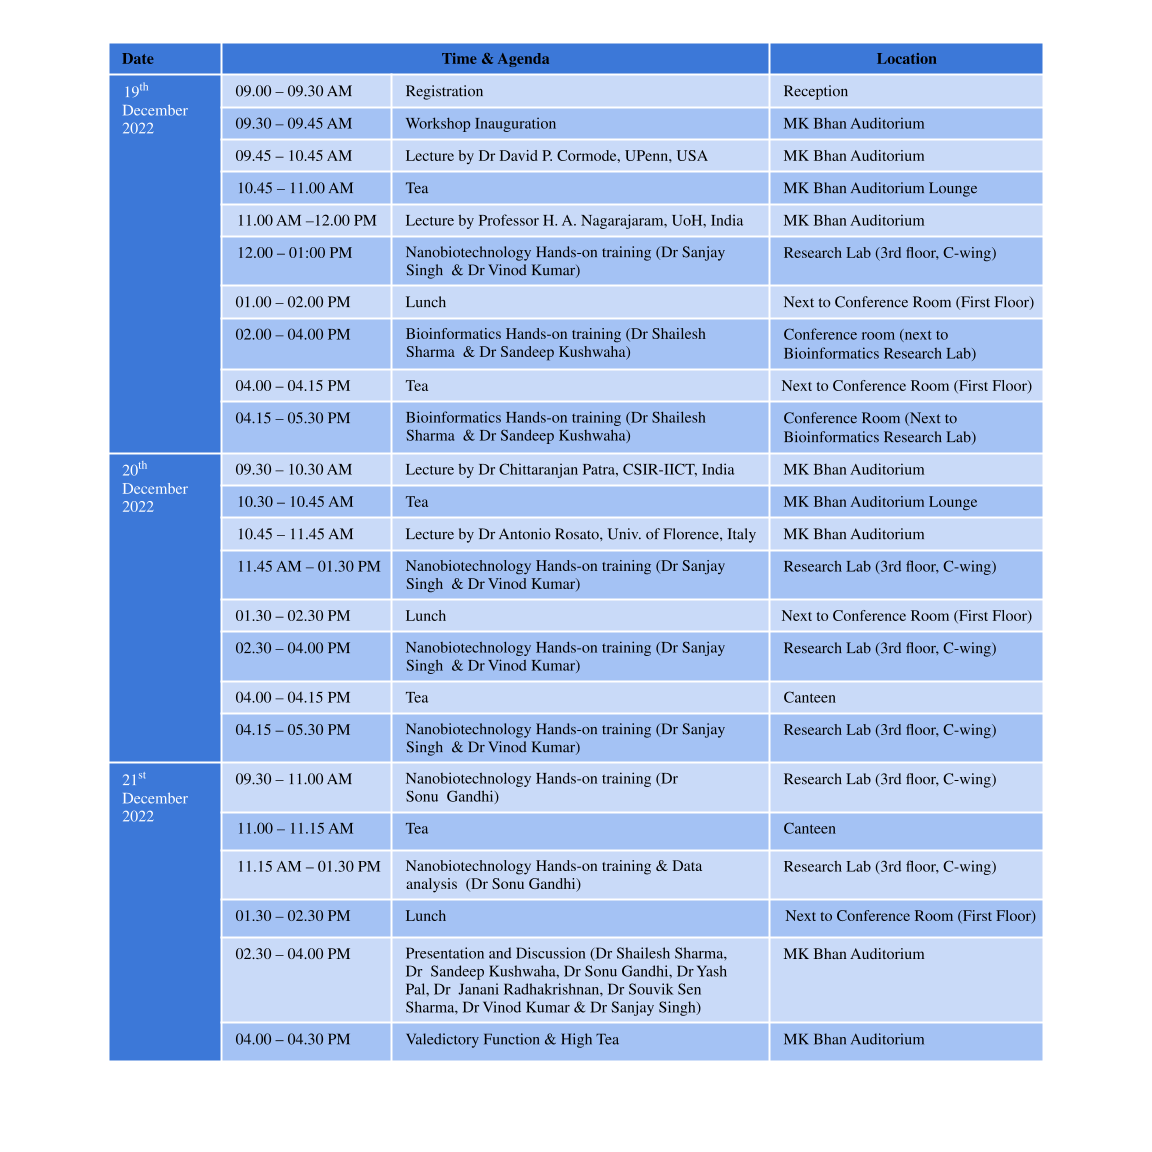 Date Time & Agenda Location
19th
December
2022
09.00 – 09.30 AM Registration Reception
09.30 – 09.45 AM Workshop Inauguration MK Bhan Auditorium
09.45 – 10.45 AM Lecture by Dr David P. Cormode, UPenn, USA MK Bhan Auditorium
10.45 – 11.00 AM Tea MK Bhan Auditorium Lounge
11.00 AM –12.00 PM Lecture by Professor H. A. Nagarajaram, UoH, India MK Bhan Auditorium
12.00 – 01:00 PM Nanobiotechnology Hands-on training (Dr Sanjay Research Lab (3rd floor, C-wing)
Singh & Dr Vinod Kumar)
01.00 – 02.00 PM Lunch Next to Conference Room (First Floor)
02.00 – 04.00 PM Bioinformatics Hands-on training (Dr Shailesh Conference room (next to
Sharma & Dr Sandeep Kushwaha) Bioinformatics Research Lab)
04.00 – 04.15 PM Tea Next to Conference Room (First Floor)
04.15 – 05.30 PM Bioinformatics Hands-on training (Dr Shailesh Conference Room (Next to
Sharma & Dr Sandeep Kushwaha) Bioinformatics Research Lab)
20th
December
2022
09.30 – 10.30 AM Lecture by Dr Chittaranjan Patra, CSIR-IICT, India MK Bhan Auditorium
10.30 – 10.45 AM Tea MK Bhan Auditorium Lounge
10.45 – 11.45 AM Lecture by Dr Antonio Rosato, Univ. of Florence, Italy MK Bhan Auditorium
11.45 AM – 01.30 PM Nanobiotechnology Hands-on training (Dr Sanjay Research Lab (3rd floor, C-wing)
Singh & Dr Vinod Kumar)
01.30 – 02.30 PM Lunch Next to Conference Room (First Floor)
02.30 – 04.00 PM Nanobiotechnology Hands-on training (Dr Sanjay Research Lab (3rd floor, C-wing)
Singh & Dr Vinod Kumar)
04.00 – 04.15 PM Tea Canteen
04.15 – 05.30 PM Nanobiotechnology Hands-on training (Dr Sanjay Research Lab (3rd floor, C-wing)
Singh & Dr Vinod Kumar)
21st
December
2022
09.30 – 11.00 AM Nanobiotechnology Hands-on training (Dr Research Lab (3rd floor, C-wing)
Sonu Gandhi)
11.00 – 11.15 AM Tea Canteen
11.15 AM – 01.30 PM Nanobiotechnology Hands-on training & Data Research Lab (3rd floor, C-wing)
analysis (Dr Sonu Gandhi)
01.30 – 02.30 PM Lunch Next to Conference Room (First Floor)
02.30 – 04.00 PM Presentation and Discussion (Dr Shailesh Sharma, MK Bhan Auditorium
Dr Sandeep Kushwaha, Dr Sonu Gandhi, Dr Yash
Pal, Dr Janani Radhakrishnan, Dr Souvik Sen
Sharma, Dr Vinod Kumar & Dr Sanjay Singh)
04.00 – 04.30 PM Valedictory Function & High Tea MK Bhan Auditorium